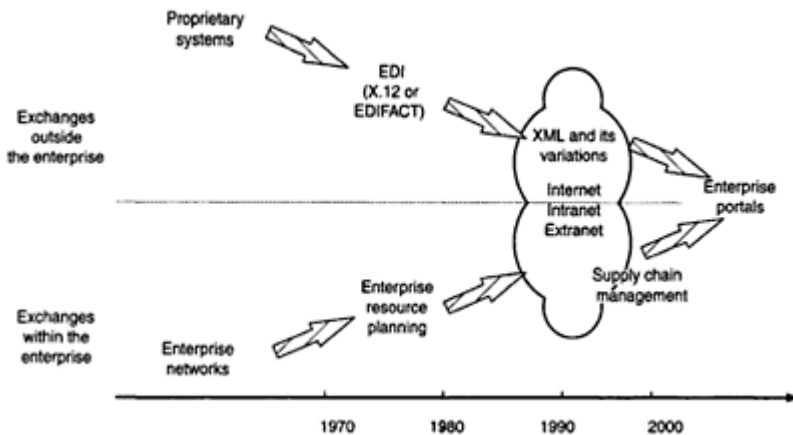 Proprietary
systems
EDI
(X.12 or
EDIFACT)
Exchanges
outside
the enterprise
XML and its
variations
Internet
Intranet
Extranet
Enterprise
portals
Supply chain
management
Enterprise
resource
planning
Exchanges
within the
enterprise
Enterprise
networks
1970
1980
1990
2000